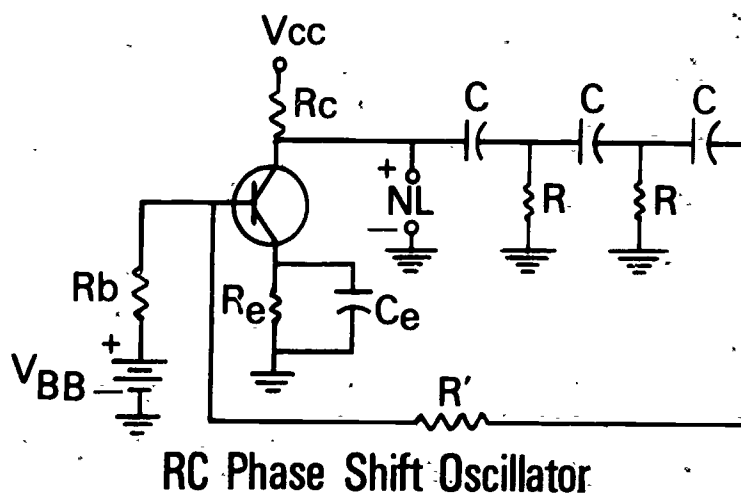 Vcc
Rc
C C C
+
NL
−
R R
Rb
Re
Ce
+
VBB
−
R'
RC Phase Shift Oscillator